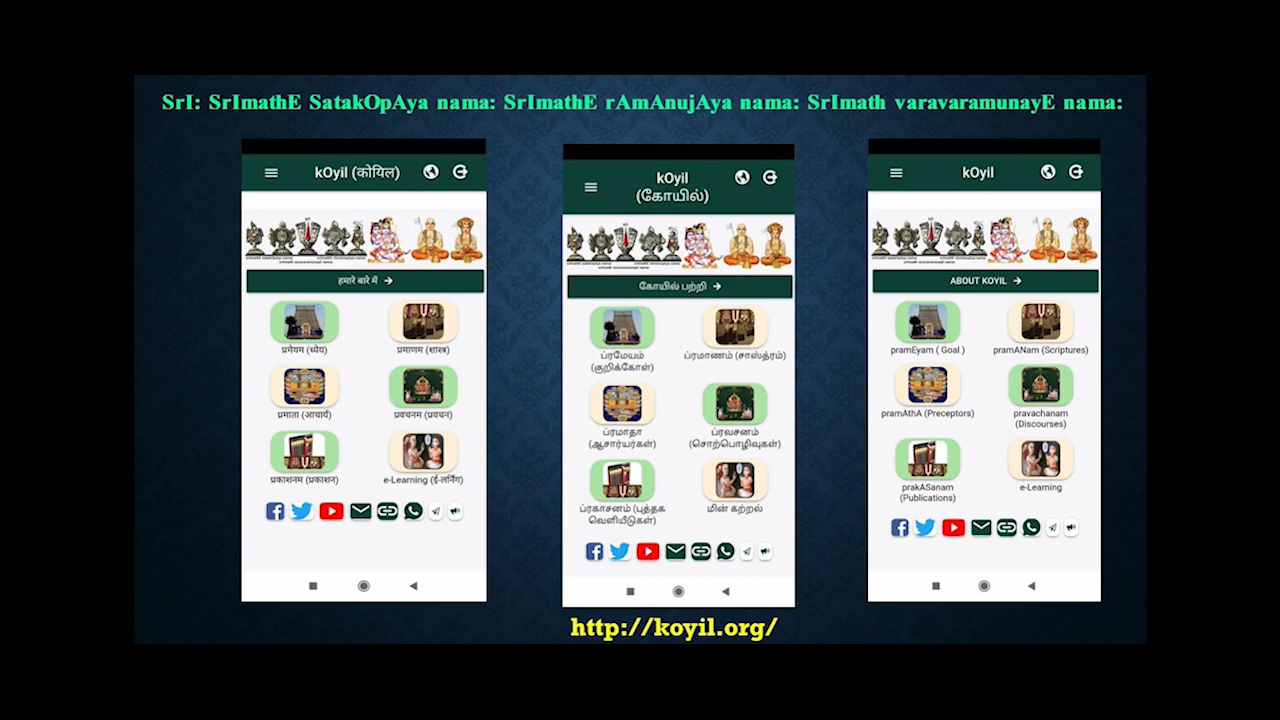 SrI: SrImathE SatakOpAya nama: SrImathE rAmAnujAya nama: SrImath varavaramunayE nama:
kOyil (कोयिल)
हमारे बारे में
प्रमेयम (ध्येय)
प्रमाणम (शास्त्र)
प्रमाता (आचार्य)
प्रवचनम (प्रवचन)
प्रकाशनम (प्रकाशन)
e-Learning (ई-लर्निंग)
kOyil
(கோயில்)
கோயில் பற்றி
ப்ரமேயம்
(குறிக்கோள்)
ப்ரமாணம் (சாஸ்த்ரம்)
ப்ரமாதா
(ஆசார்யர்கள்)
ப்ரவசனம்
(சொற்பொழிவுகள்)
ப்ரகாசனம் (புத்தக
வெளியீடுகள்)
மின் கற்றல்
kOyil
ABOUT KOYIL
pramEyam ( Goal )
pramANam (Scriptures)
pramAthA (Preceptors)
pravachanam
(Discourses)
prakASanam
(Publications)
e-Learning
http://koyil.org/